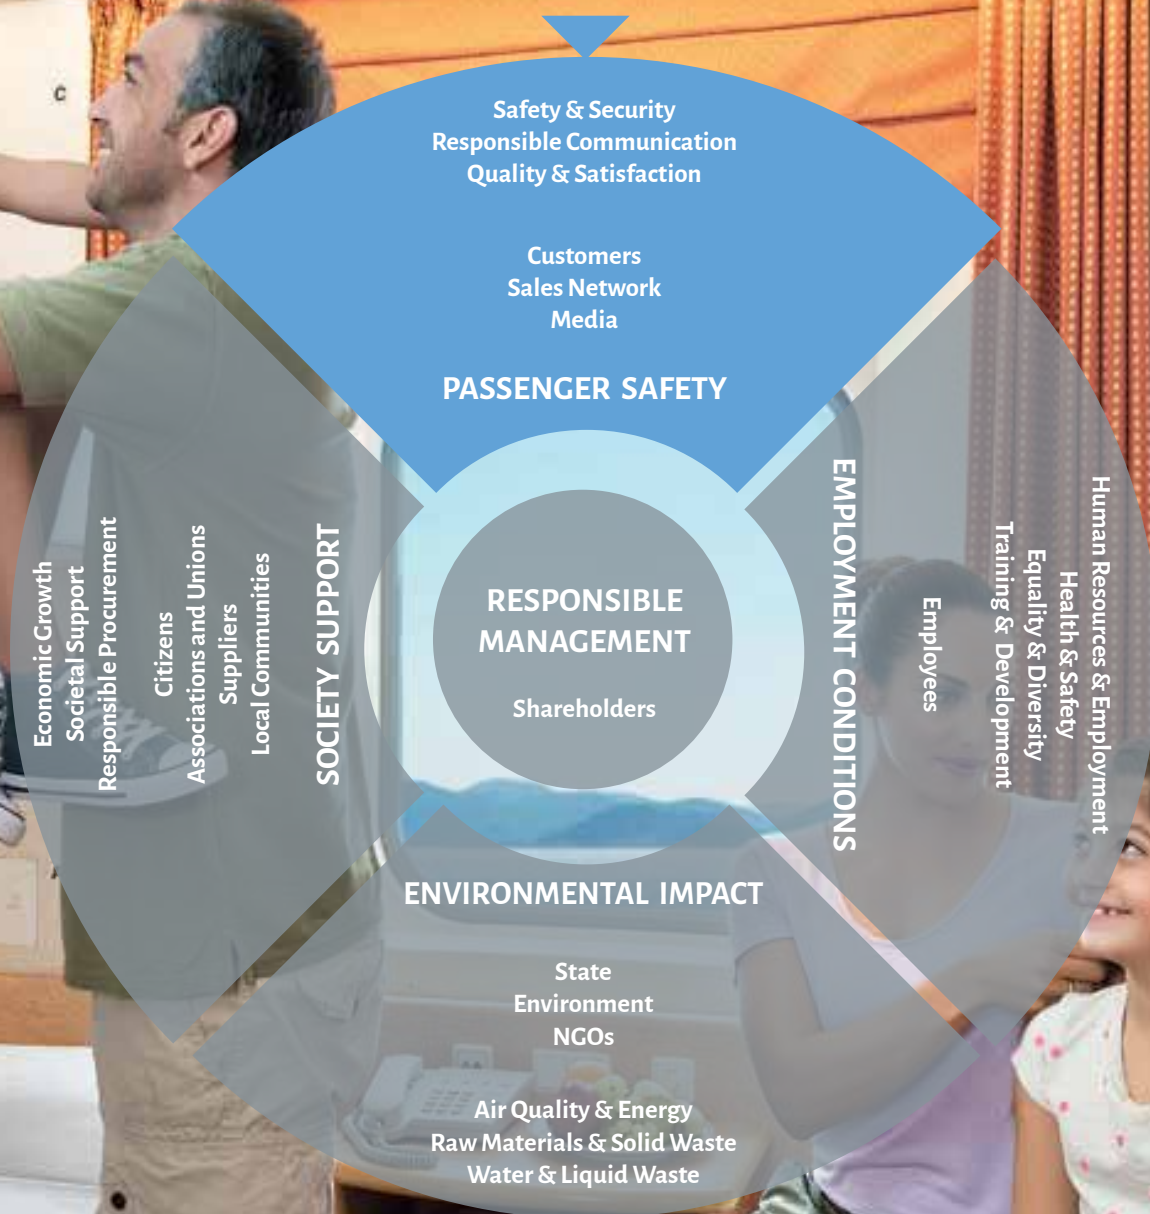 C
Safety & Security
Responsible Communication
Quality & Satisfaction
Customers
Sales Network
Media
PASSENGER SAFETY
Economic Growth
Societal Support
Responsible Procurement
Citizens
Associations and Unions
Suppliers
Local Communities
SOCIETY SUPPORT
RESPONSIBLE
MANAGEMENT
Shareholders
Human Resources & Employment
Health & Safety
Equality & Diversity
Training & Development
Employees
EMPLOYMENT CONDITIONS
ENVIRONMENTAL IMPACT
State
Environment
NGOs
Air Quality & Energy
Raw Materials & Solid Waste
Water & Liquid Waste